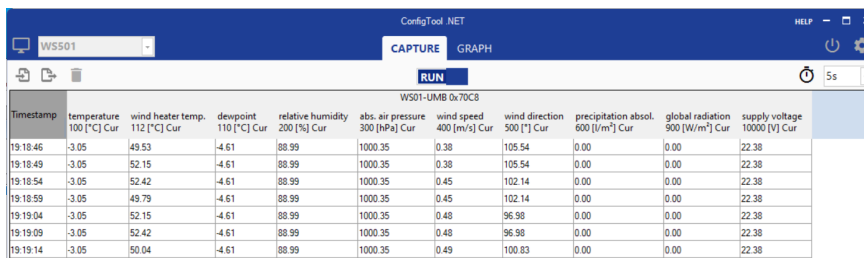 ConfigTool .NET HELP
WS501
CAPTURE GRAPH
RUN 5s
WS01-UMB 0x70C8
Timestamp temperature 100 [°C] Cur wind heater temp. 112 [°C] Cur dewpoint 110 [°C] Cur relative humidity 200 [%] Cur abs. air pressure 300 [hPa] Cur wind speed 400 [m/s] Cur wind direction 500 [°] Cur precipitation absol. 600 [l/m²] Cur global radiation 900 [W/m²] Cur supply voltage 10000 [V] Cur
19:18:46 -3.05 49.53 -4.61 88.99 1000.35 0.38 105.54 0.00 0.00 22.38
19:18:49 -3.05 52.15 -4.61 88.99 1000.35 0.38 105.54 0.00 0.00 22.38
19:18:54 -3.05 52.42 -4.61 88.99 1000.35 0.45 102.14 0.00 0.00 22.38
19:18:59 -3.05 49.79 -4.61 88.99 1000.35 0.45 102.14 0.00 0.00 22.38
19:19:04 -3.05 52.15 -4.61 88.99 1000.35 0.48 96.98 0.00 0.00 22.38
19:19:09 -3.05 52.42 -4.61 88.99 1000.35 0.48 96.98 0.00 0.00 22.38
19:19:14 -3.05 50.04 -4.61 88.99 1000.35 0.49 100.83 0.00 0.00 22.38